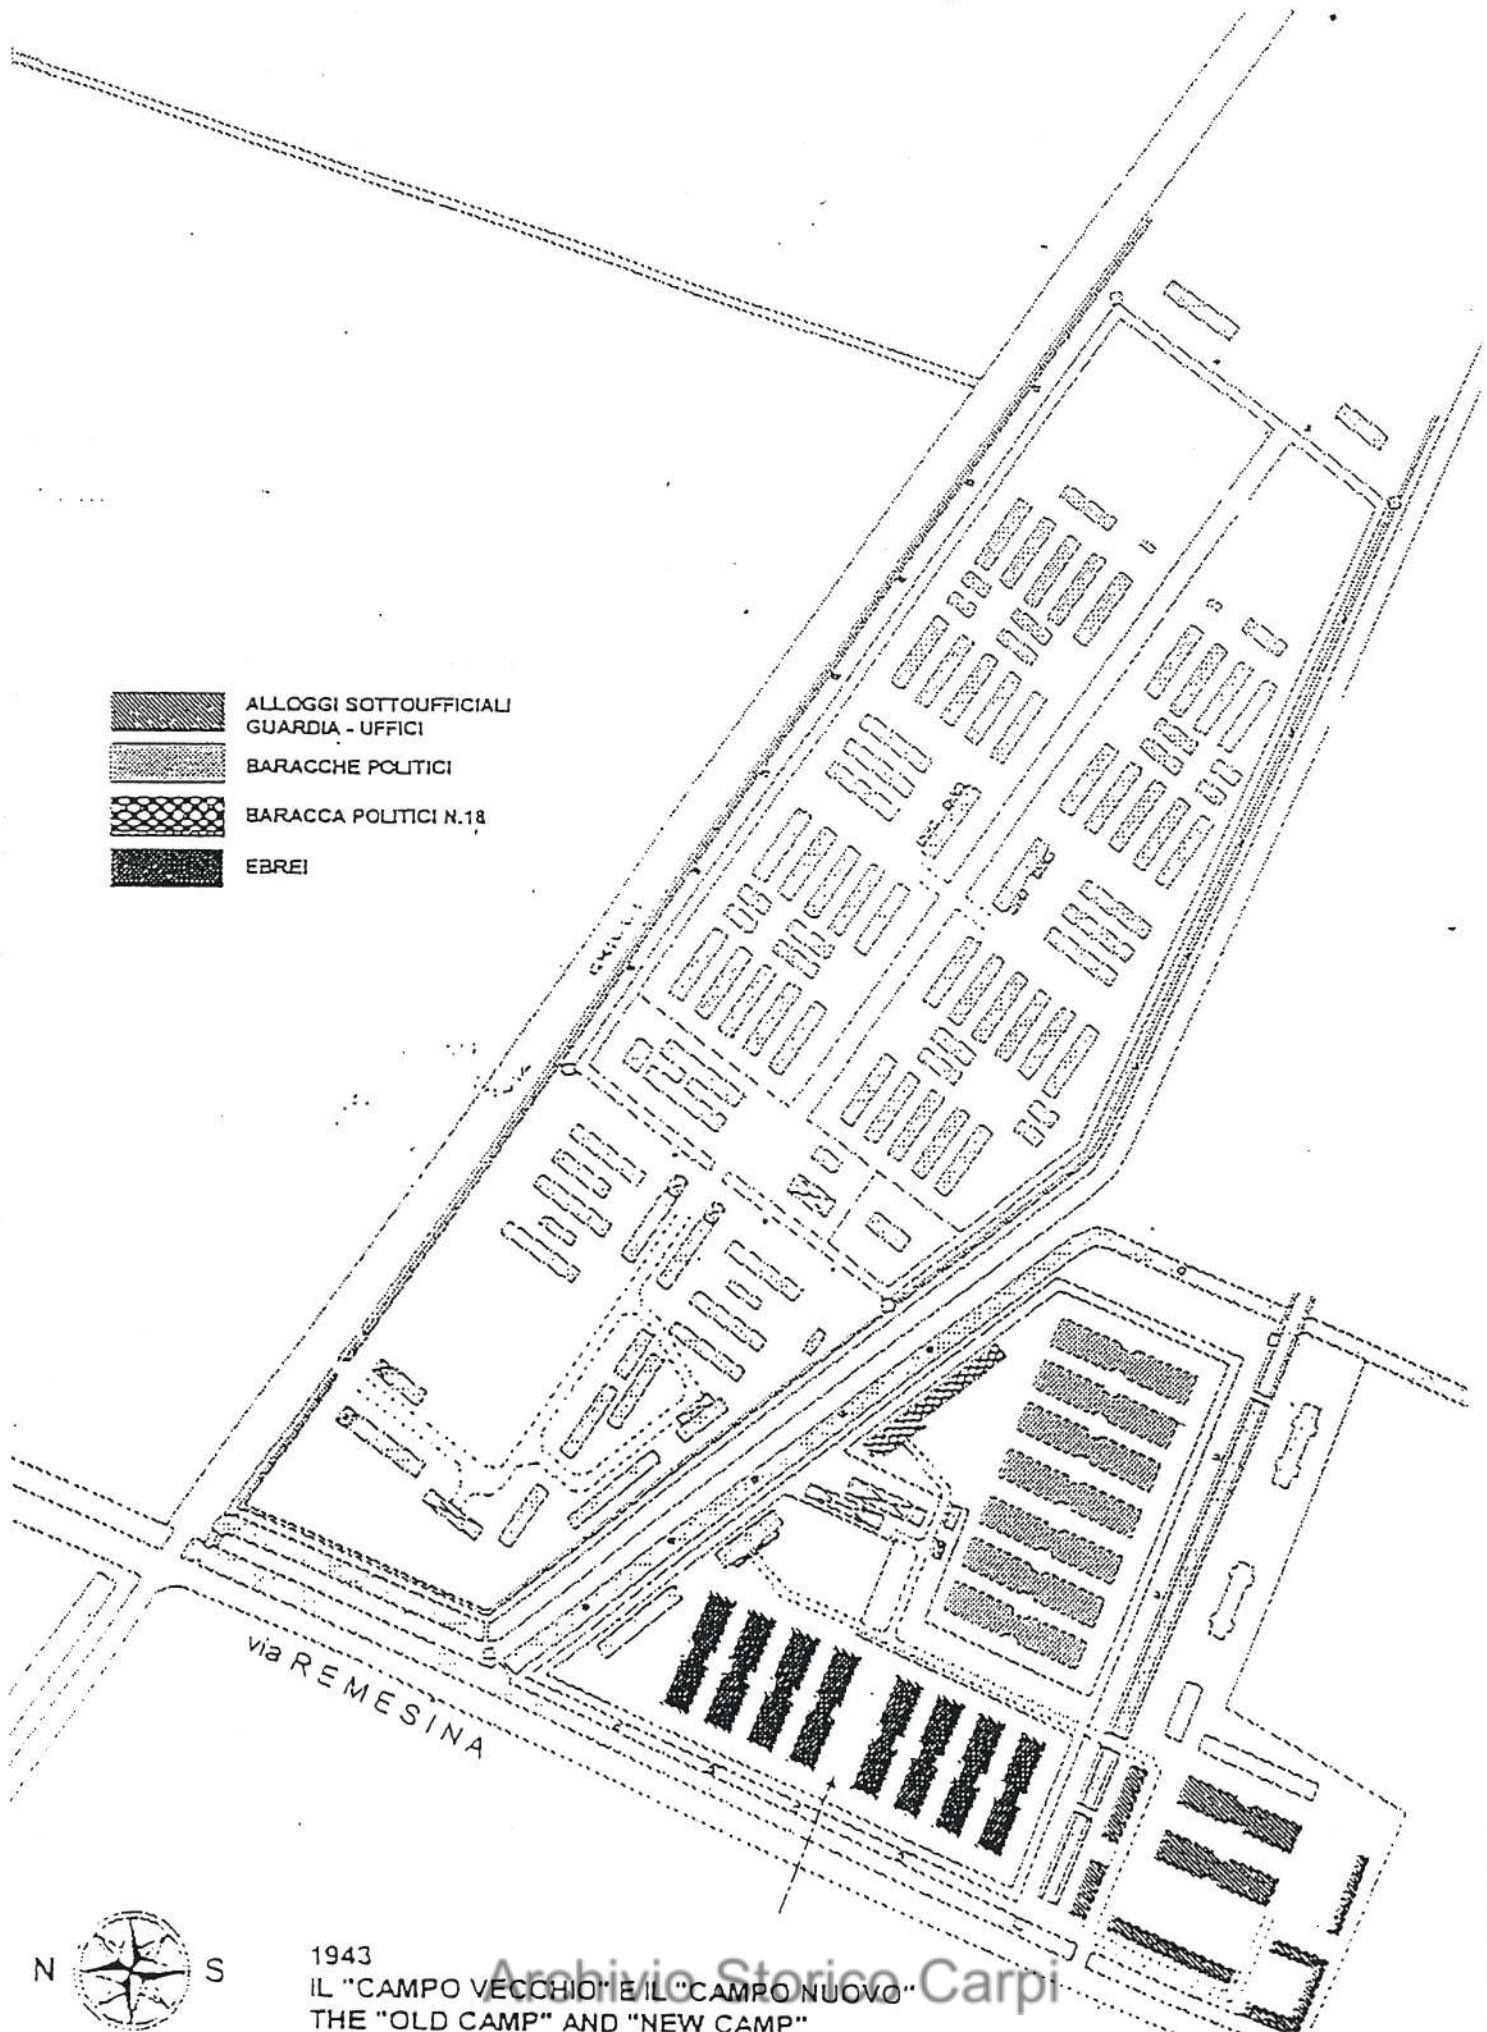 ALLOGGI SOTTOUFFICIALI
GUARDIA - UFFICI
BARACCHE POLITICI
BARACCA POLITICI N.18
EBREI
via REMESINA
N S
1943
IL "CAMPO VECCHIO" E IL "CAMPO NUOVO"
THE "OLD CAMP" AND "NEW CAMP"
Archivio Storico Carpi